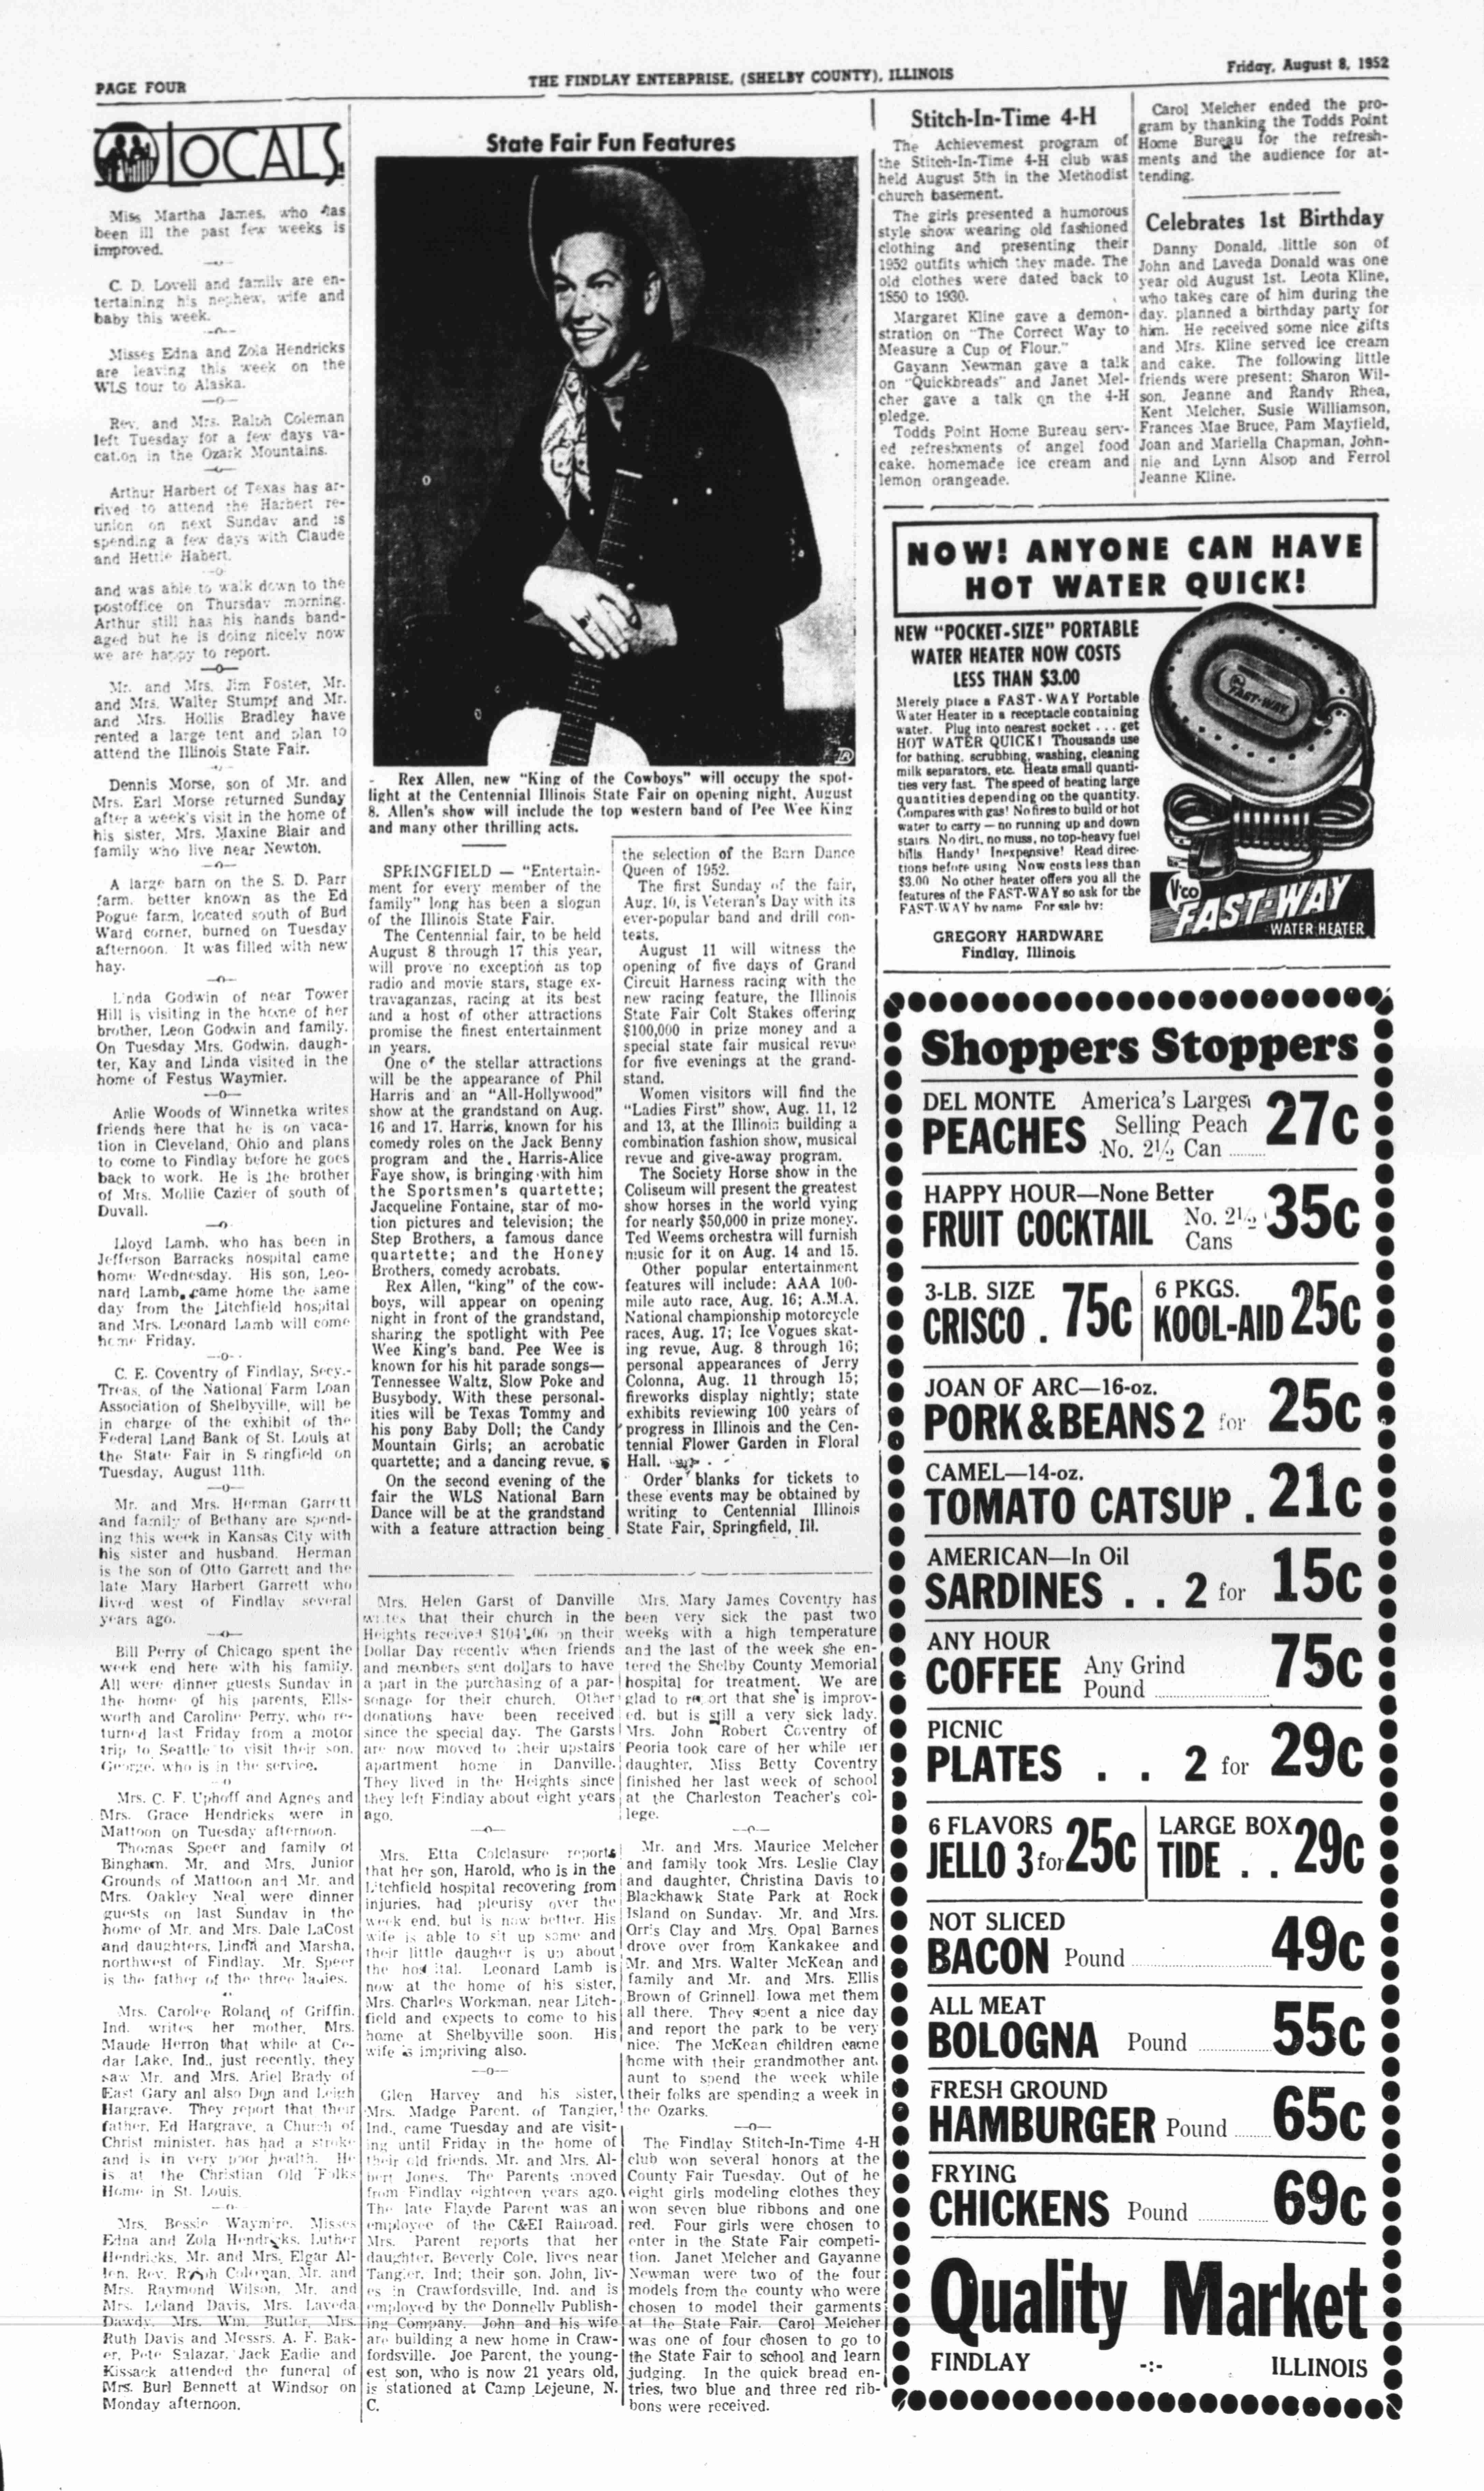 PAGE FOUR
THE FINDLAY ENTERPRISE, (SHELBY COUNTY), ILLINOIS
Friday, August 8, 1952
LOCALS
Miss Martha James, who has
been ill the past few weeks is
improved.
C. D. Lovell and family are en-
tertaining his nephew, wife and
baby this week.
Misses Edna and Zola Hendricks
are leaving this week on the
WLS tour to Alaska.
Rev. and Mrs. Ralph Coleman
left Tuesday for a few days va-
cation in the Ozark Mountains.
Arthur Harbert of Texas has ar-
rived to attend the Harbert re-
union on next Sunday and is
spending a few days with Claude
and Hettie Habert.
and was able to walk down to the
postoffice on Thursday morning.
Arthur still has his hands band-
aged but he is doing nicely now
we are happy to report.
Mr. and Mrs. Jim Foster, Mr.
and Mrs. Walter Stumpf and Mr.
and Mrs. Hollis Bradley have
rented a large tent and plan to
attend the Illinois State Fair.
Dennis Morse, son of Mr. and
Mrs. Earl Morse returned Sunday
after a week's visit in the home of
his sister, Mrs. Maxine Blair and
family who live near Newton.
A large barn on the S. D. Parr
farm, better known as the Ed
Pogue farm, located south of Bud
Ward corner, burned on Tuesday
afternoon. It was filled with new
hay.
Linda Godwin of near Tower
Hill is visiting in the home of her
brother, Leon Godwin and family.
On Tuesday Mrs. Godwin, daugh-
ter, Kay and Linda visited in the
home of Festus Waymier.
Arlie Woods of Winnetka writes
friends here that he is on vaca-
tion in Cleveland, Ohio and plans
to come to Findlay before he goes
back to work. He is the brother
of Mrs. Mollie Cazier of south of
Duvall.
Lloyd Lamb, who has been in
Jefferson Barracks hospital came
home Wednesday. His son, Leo-
nard Lamb, came home the same
day from the Litchfield hospital
and Mrs. Leonard Lamb will come
home Friday.
C. E. Coventry of Findlay, Secy.-
Treas. of the National Farm Loan
Association of Shelbyville, will be
in charge of the exhibit of the
Federal Land Bank of St. Louis at
the State Fair in S ringfield on
Tuesday, August 11th.
Mr. and Mrs. Herman Garrett
and family of Bethany are spend-
ing this week in Kansas City with
his sister and husband. Herman
is the son of Otto Garrett and the
late Mary Harbert Garrett who
lived west of Findlay several
years ago.
Bill Perry of Chicago spent the
week end here with his family.
All were dinner guests Sunday in
the home of his parents, Ells-
worth and Caroline Perry, who re-
turned last Friday from a motor
trip to Seattle to visit their son,
George, who is in the service.
Mrs. C. F. Uphoff and Agnes and
Mrs. Grace Hendricks were in
Mattoon on Tuesday afternoon.
Thomas Speer and family of
Bingham, Mr. and Mrs. Junior
Grounds of Mattoon and Mr. and
Mrs. Oakley Neal were dinner
guests on last Sunday in the
home of Mr. and Mrs. Dale LaCost
and daughters, Linda and Marsha,
northwest of Findlay. Mr. Speer
is the father of the three ladies.
Mrs. Carolee Roland of Griffin,
Ind. writes her mother, Mrs.
Maude Herron that while at Ce-
dar Lake, Ind., just recently, they
saw Mr. and Mrs. Ariel Brady of
East Gary anl also Don and Leigh
Hargrave. They report that their
father, Ed Hargrave, a Church of
Christ minister, has had a stroke
and is in very poor health. He
is at the Christian Old Folks
Home in St. Louis.
Mrs. Bessie Waymire, Misses
Edna and Zola Hendricks, Luther
Hendricks, Mr. and Mrs. Elgar Al-
len, Rev. Ralph Coleman, Mr. and
Mrs. Raymond Wilson, Mr. and
Mrs. Leland Davis, Mrs. Laveda
Dawdy, Mrs. Wm. Butler, Mrs.
Ruth Davis and Messrs. A. F. Bak-
er, Pete Salazar, Jack Eadie and
Kissack attended the funeral of
Mrs. Burl Bennett at Windsor on
Monday afternoon.
State Fair Fun Features
Rex Allen, new "King of the Cowboys" will occupy the spot-
light at the Centennial Illinois State Fair on opening night, August
8. Allen's show will include the top western band of Pee Wee King
and many other thrilling acts.
SPRINGFIELD — "Entertain-
ment for every member of the
family" long has been a slogan
of the Illinois State Fair.
The Centennial fair, to be held
August 8 through 17 this year,
will prove no exception as top
radio and movie stars, stage ex-
travaganzas, racing at its best
and a host of other attractions
promise the finest entertainment
in years.
One of the stellar attractions
will be the appearance of Phil
Harris and an "All-Hollywood"
show at the grandstand on Aug.
16 and 17. Harris, known for his
comedy roles on the Jack Benny
program and the Harris-Alice
Faye show, is bringing with him
the Sportsmen's quartette;
Jacqueline Fontaine, star of mo-
tion pictures and television; the
Step Brothers, a famous dance
quartette; and the Honey
Brothers, comedy acrobats.
Rex Allen, "king" of the cow-
boys, will appear on opening
night in front of the grandstand,
sharing the spotlight with Pee
Wee King's band. Pee Wee is
known for his hit parade songs—
Tennessee Waltz, Slow Poke and
Busybody. With these personal-
ities will be Texas Tommy and
his pony Baby Doll; the Candy
Mountain Girls; an acrobatic
quartette; and a dancing revue.
On the second evening of the
fair the WLS National Barn
Dance will be at the grandstand
with a feature attraction being
the selection of the Barn Dance
Queen of 1952.
The first Sunday of the fair,
Aug. 10, is Veteran's Day with its
ever-popular band and drill con-
tests.
August 11 will witness the
opening of five days of Grand
Circuit Harness racing with the
new racing feature, the Illinois
State Fair Colt Stakes offering
$100,000 in prize money and a
special state fair musical revue
for five evenings at the grand-
stand.
Women visitors will find the
"Ladies First" show, Aug. 11, 12
and 13, at the Illinois building a
combination fashion show, musical
revue and give-away program.
The Society Horse show in the
Coliseum will present the greatest
show horses in the world vying
for nearly $50,000 in prize money.
Ted Weems orchestra will furnish
music for it on Aug. 14 and 15.
Other popular entertainment
features will include: AAA 100-
mile auto race, Aug. 16; A.M.A.
National championship motorcycle
races, Aug. 17; Ice Vogues skat-
ing revue, Aug. 8 through 16;
personal appearances of Jerry
Colonna, Aug. 11 through 15;
fireworks display nightly; state
exhibits reviewing 100 years of
progress in Illinois and the Cen-
tennial Flower Garden in Floral
Hall.
Order blanks for tickets to
these events may be obtained by
writing to Centennial Illinois
State Fair, Springfield, Ill.
Mrs. Helen Garst of Danville
writes that their church in the
Heights received on their
Dollar Day recently when friends
and members sent dollars to have
a part in the purchasing of a par-
sonage for their church. Other
donations have been received
since the special day. The Garsts
are now moved to their upstairs
apartment home in Danville.
They lived in the Heights since
they left Findlay about eight years
ago.
Mrs. Etta Colclasure reports
that her son, Harold, who is in the
Litchfield hospital recovering from
injuries, had pleurisy over the
week end, but is now better. His
wife is able to sit up some and
their little daugher is up about
the hos ital. Leonard Lamb is
now at the home of his sister,
Mrs. Charles Workman, near Litch-
field and expects to come to his
home at Shelbyville soon. His
wife is impriving also.
Glen Harvey and his sister,
Mrs. Madge Parent, of Tangier,
Ind., came Tuesday and are visit-
ing until Friday in the home of
their old friends, Mr. and Mrs. Al-
bert Jones. The Parents moved
from Findlay eighteen years ago.
The late Flayde Parent was an
employee of the C&EI Railroad.
Mrs. Parent reports that her
daughter, Beverly Cole, lives near
Tangier, Ind; their son, John, liv-
es in Crawfordsville, Ind. and is
employed by the Donnelly Publish-
ing Company. John and his wife
are building a new home in Craw-
fordsville. Joe Parent, the young-
est son, who is now 21 years old,
is stationed at Camp Lejeune, N.
C.
Mrs. Mary James Coventry has
been very sick the past two
weeks with a high temperature
and the last of the week she en-
tered the Shelby County Memorial
hospital for treatment. We are
glad to re ort that she is improv-
ed, but is still a very sick lady.
Mrs. John Robert Coventry of
Peoria took care of her while her
daughter, Miss Betty Coventry
finished her last week of school
at the Charleston Teacher's col-
lege.
Mr. and Mrs. Maurice Melcher
and family took Mrs. Leslie Clay
and daughter, Christina Davis to
Blackhawk State Park at Rock
Island on Sunday. Mr. and Mrs.
Orris Clay and Mrs. Opal Barnes
drove over from Kankakee and
Mr. and Mrs. Walter McKean and
family and Mr. and Mrs. Ellis
Brown of Grinnell Iowa met them
all there. They spent a nice day
and report the park to be very
nice. The McKean children came
home with their grandmother ant.
aunt to spend the week while
their folks are spending a week in
the Ozarks.
The Findlay Stitch-In-Time 4-H
club won several honors at the
County Fair Tuesday. Out of he
eight girls modeling clothes they
won seven blue ribbons and one
red. Four girls were chosen to
enter in the State Fair competi-
tion. Janet Melcher and Gayanne
Newman were two of the four
models from the county who were
chosen to model their garments
at the State Fair. Carol Melcher
was one of four chosen to go to
the State Fair to school and learn
judging. In the quick bread en-
tries, two blue and three red rib-
bons were received.
Stitch-In-Time 4-H
The Achievemest program of
the Stitch-In-Time 4-H club was
held August 5th in the Methodist
church basement.
The girls presented a humorous
style show wearing old fashioned
clothing and presenting their
1952 outfits which they made. The
old clothes were dated back to
1850 to 1930.
Margaret Kline gave a demon-
stration on "The Correct Way to
Measure a Cup of Flour."
Gayann Newman gave a talk
on "Quickbreads" and Janet Mel-
cher gave a talk on the 4-H
pledge.
Todds Point Home Bureau serv-
ed refreshments of angel food
cake, homemade ice cream and
lemon orangeade.
Carol Melcher ended the pro-
gram by thanking the Todds Point
Home Bureau for the refresh-
ments and the audience for at-
tending.
Celebrates 1st Birthday
Danny Donald, little son of
John and Laveda Donald was one
year old August 1st. Leota Kline,
who takes care of him during the
day, planned a birthday party for
him. He received some nice gifts
and Mrs. Kline served ice cream
and cake. The following little
friends were present: Sharon Wil-
son, Jeanne and Randy Rhea,
Kent Melcher, Susie Williamson,
Frances Mae Bruce, Pam Mayfield,
Joan and Mariella Chapman, John-
nie and Lynn Alsop and Ferrol
Jeanne Kline.
NOW! ANYONE CAN HAVE
HOT WATER QUICK!
NEW "POCKET-SIZE" PORTABLE
WATER HEATER NOW COSTS
LESS THAN $3.00
Merely place a FAST-WAY Portable
Water Heater in a receptacle containing
water. Plug into nearest socket . . . get
HOT WATER QUICK! Thousands use
for bathing, scrubbing, washing, cleaning
milk separators, etc. Heats small quanti-
ties very fast. The speed of heating large
quantities depending on the quantity.
Compares with gas! No fires to build or hot
water to carry — no running up and down
stairs No dirt, no muss, no top-heavy fuel
bills. Handy! Inexpensive! Read direc-
tions before using Now costs less than
$3.00 No other heater offers you all the
features of the FAST-WAY so ask for the
FAST-WAY by name For sale by:
GREGORY HARDWARE
Findlay, Illinois
FAST-WAY
V'co
FAST-WAY
WATER HEATER
Shoppers Stoppers
DEL MONTE America's Largest
PEACHES Selling Peach 27c
No. 2½ Can
HAPPY HOUR—None Better
FRUIT COCKTAIL No. 2½ Cans 35c
3-LB. SIZE
CRISCO . 75c
6 PKGS.
KOOL-AID 25c
JOAN OF ARC—16-oz.
PORK & BEANS 2 for 25c
CAMEL—14-oz.
TOMATO CATSUP . 21c
AMERICAN—In Oil
SARDINES . . 2 for 15c
ANY HOUR
COFFEE Any Grind Pound 75c
PICNIC
PLATES . . 2 for 29c
6 FLAVORS
JELLO 3 for 25c
LARGE BOX
TIDE . . 29c
NOT SLICED
BACON Pound 49c
ALL MEAT
BOLOGNA Pound 55c
FRESH GROUND
HAMBURGER Pound 65c
FRYING
CHICKENS Pound 69c
Quality Market
FINDLAY -:- ILLINOIS